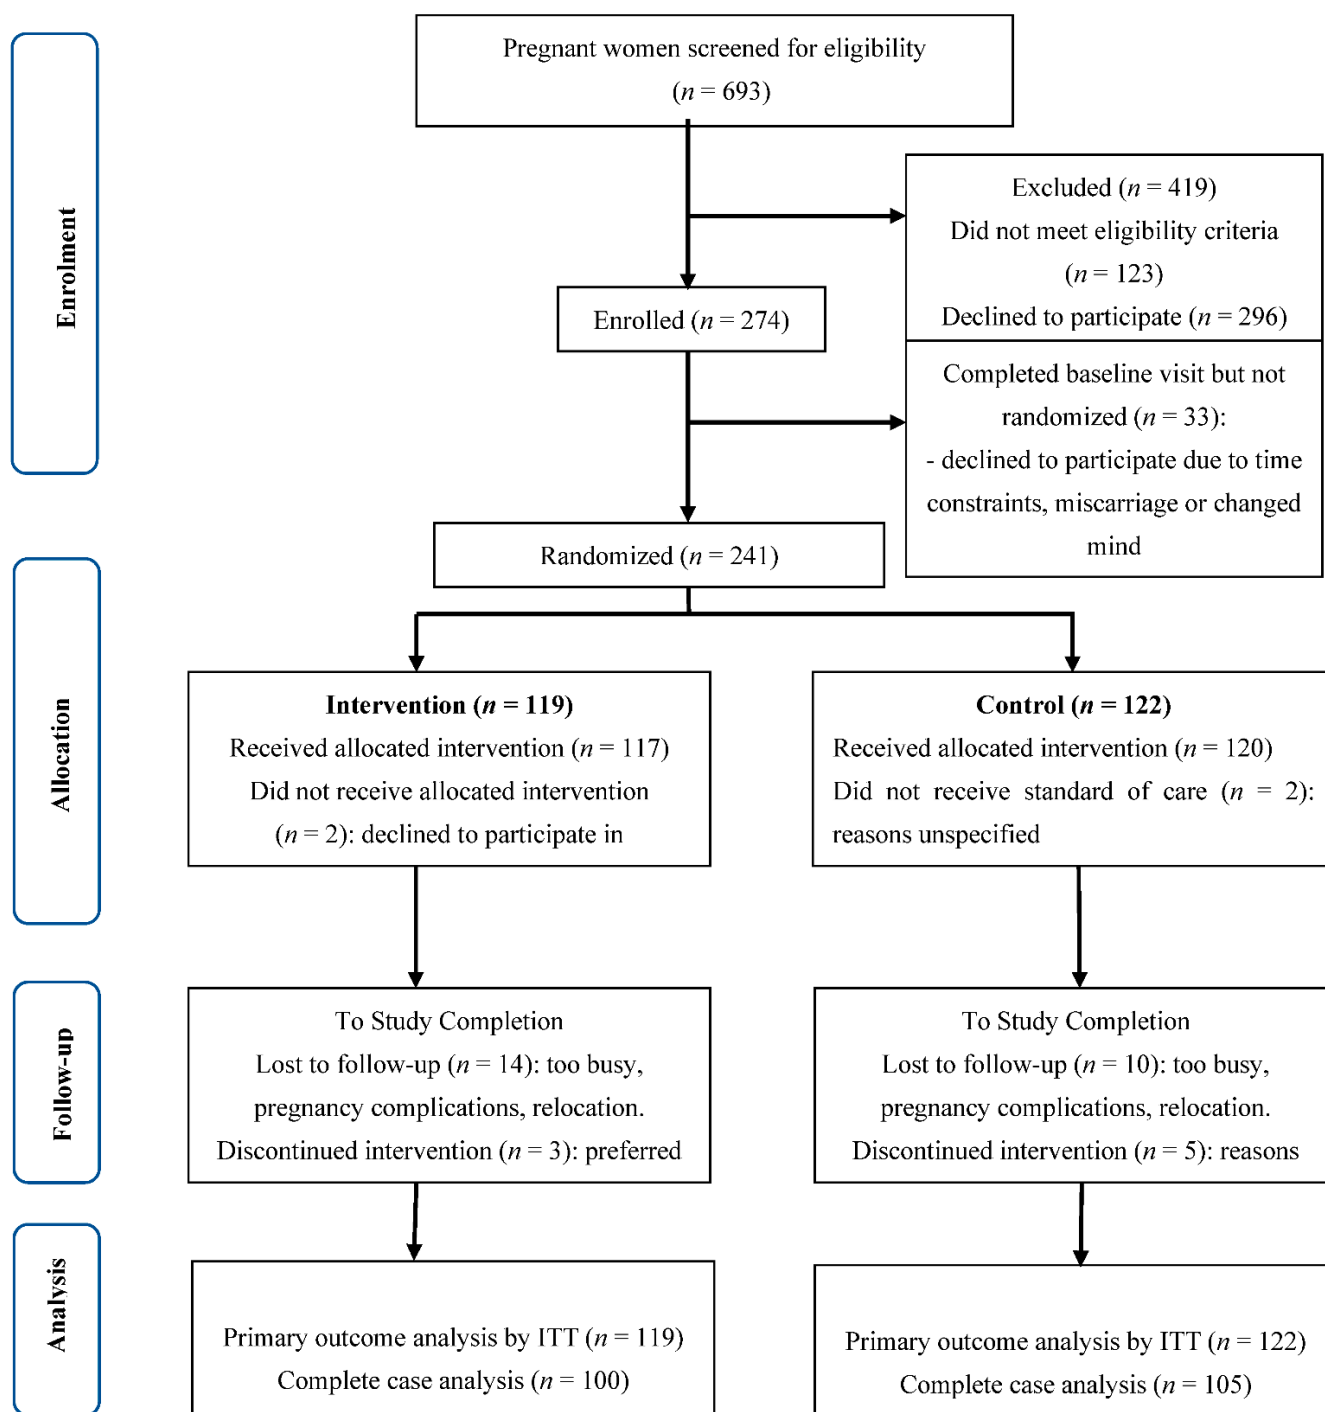 Enrolment
Pregnant women screened for eligibility
(n = 693)
Excluded (n = 419)
Did not meet eligibility criteria
(n = 123)
Declined to participate (n = 296)
Enrolled (n = 274)
Completed baseline visit but not
randomized (n = 33):
- declined to participate due to time
constraints, miscarriage or changed
mind
Randomized (n = 241)
Allocation
Intervention (n = 119)
Received allocated intervention (n = 117)
Did not receive allocated intervention
(n = 2): declined to participate in
Control (n = 122)
Received allocated intervention (n = 120)
Did not receive standard of care (n = 2):
reasons unspecified
Follow-up
To Study Completion
Lost to follow-up (n = 14): too busy,
pregnancy complications, relocation.
Discontinued intervention (n = 3): preferred
To Study Completion
Lost to follow-up (n = 10): too busy,
pregnancy complications, relocation.
Discontinued intervention (n = 5): reasons
Analysis
Primary outcome analysis by ITT (n = 119)
Complete case analysis (n = 100)
Primary outcome analysis by ITT (n = 122)
Complete case analysis (n = 105)